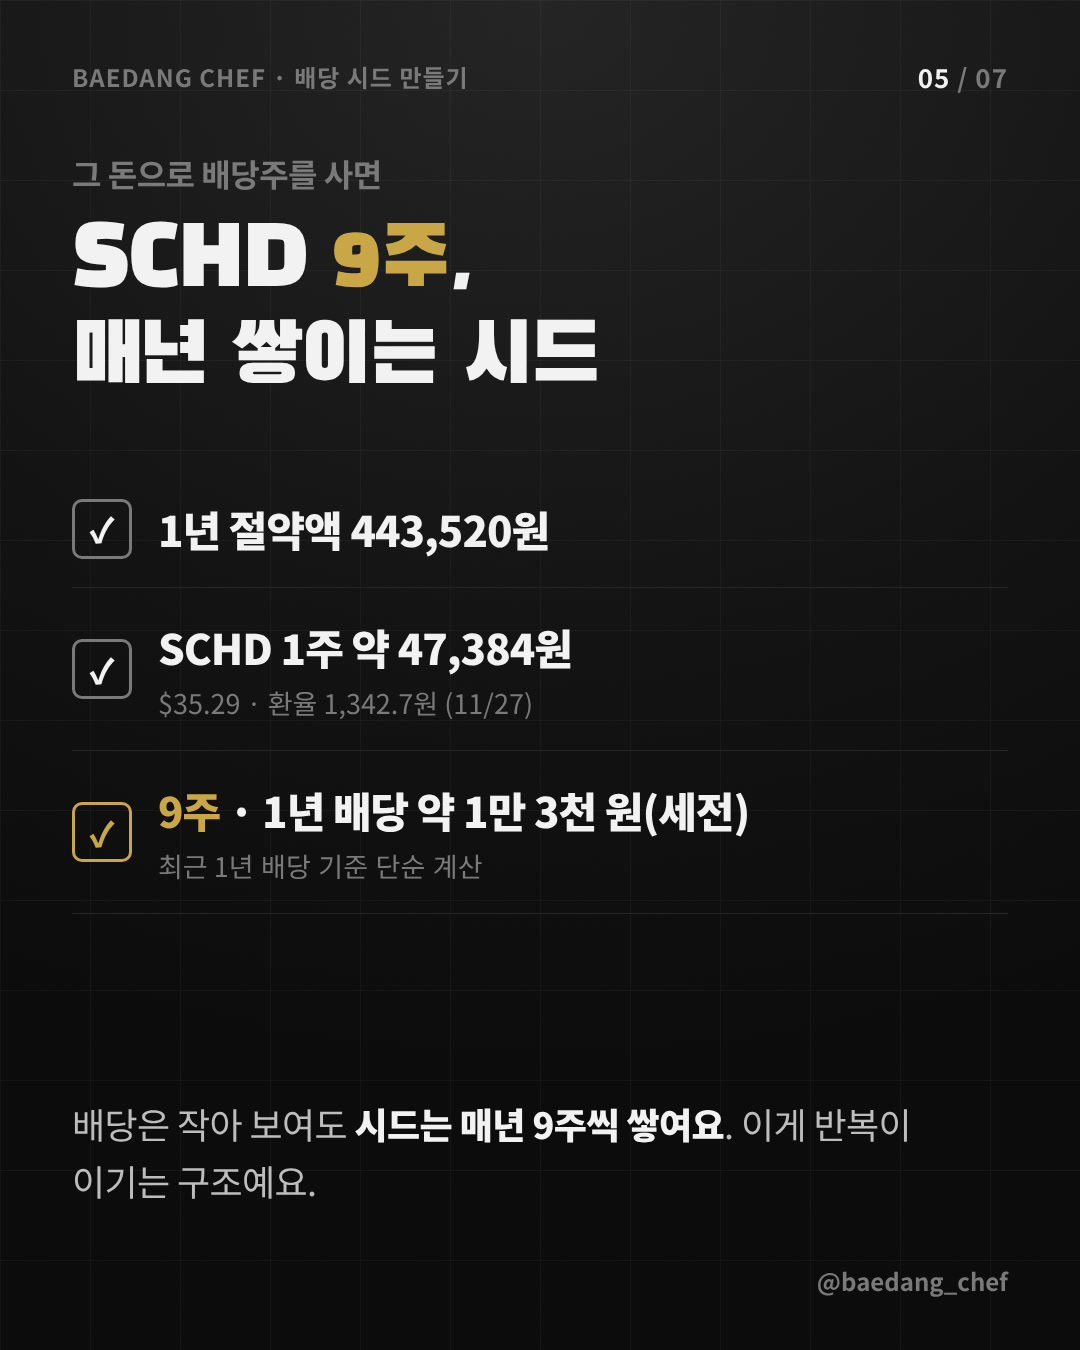 BAEDANG CHEF · 배당 시드 만들기
05 / 07
그 돈으로 배당주를 사면
SCHD 9주,
매년 쌓이는 시드
✓ 1년 절약액 443,520원
✓ SCHD 1주 약 47,384원
$35.29 · 환율 1,342.7원 (11/27)
✓ 9주 · 1년 배당 약 1만 3천 원(세전)
최근 1년 배당 기준 단순 계산
배당은 작아 보여도 시드는 매년 9주씩 쌓여요. 이게 반복이
이기는 구조예요.
@baedang_chef